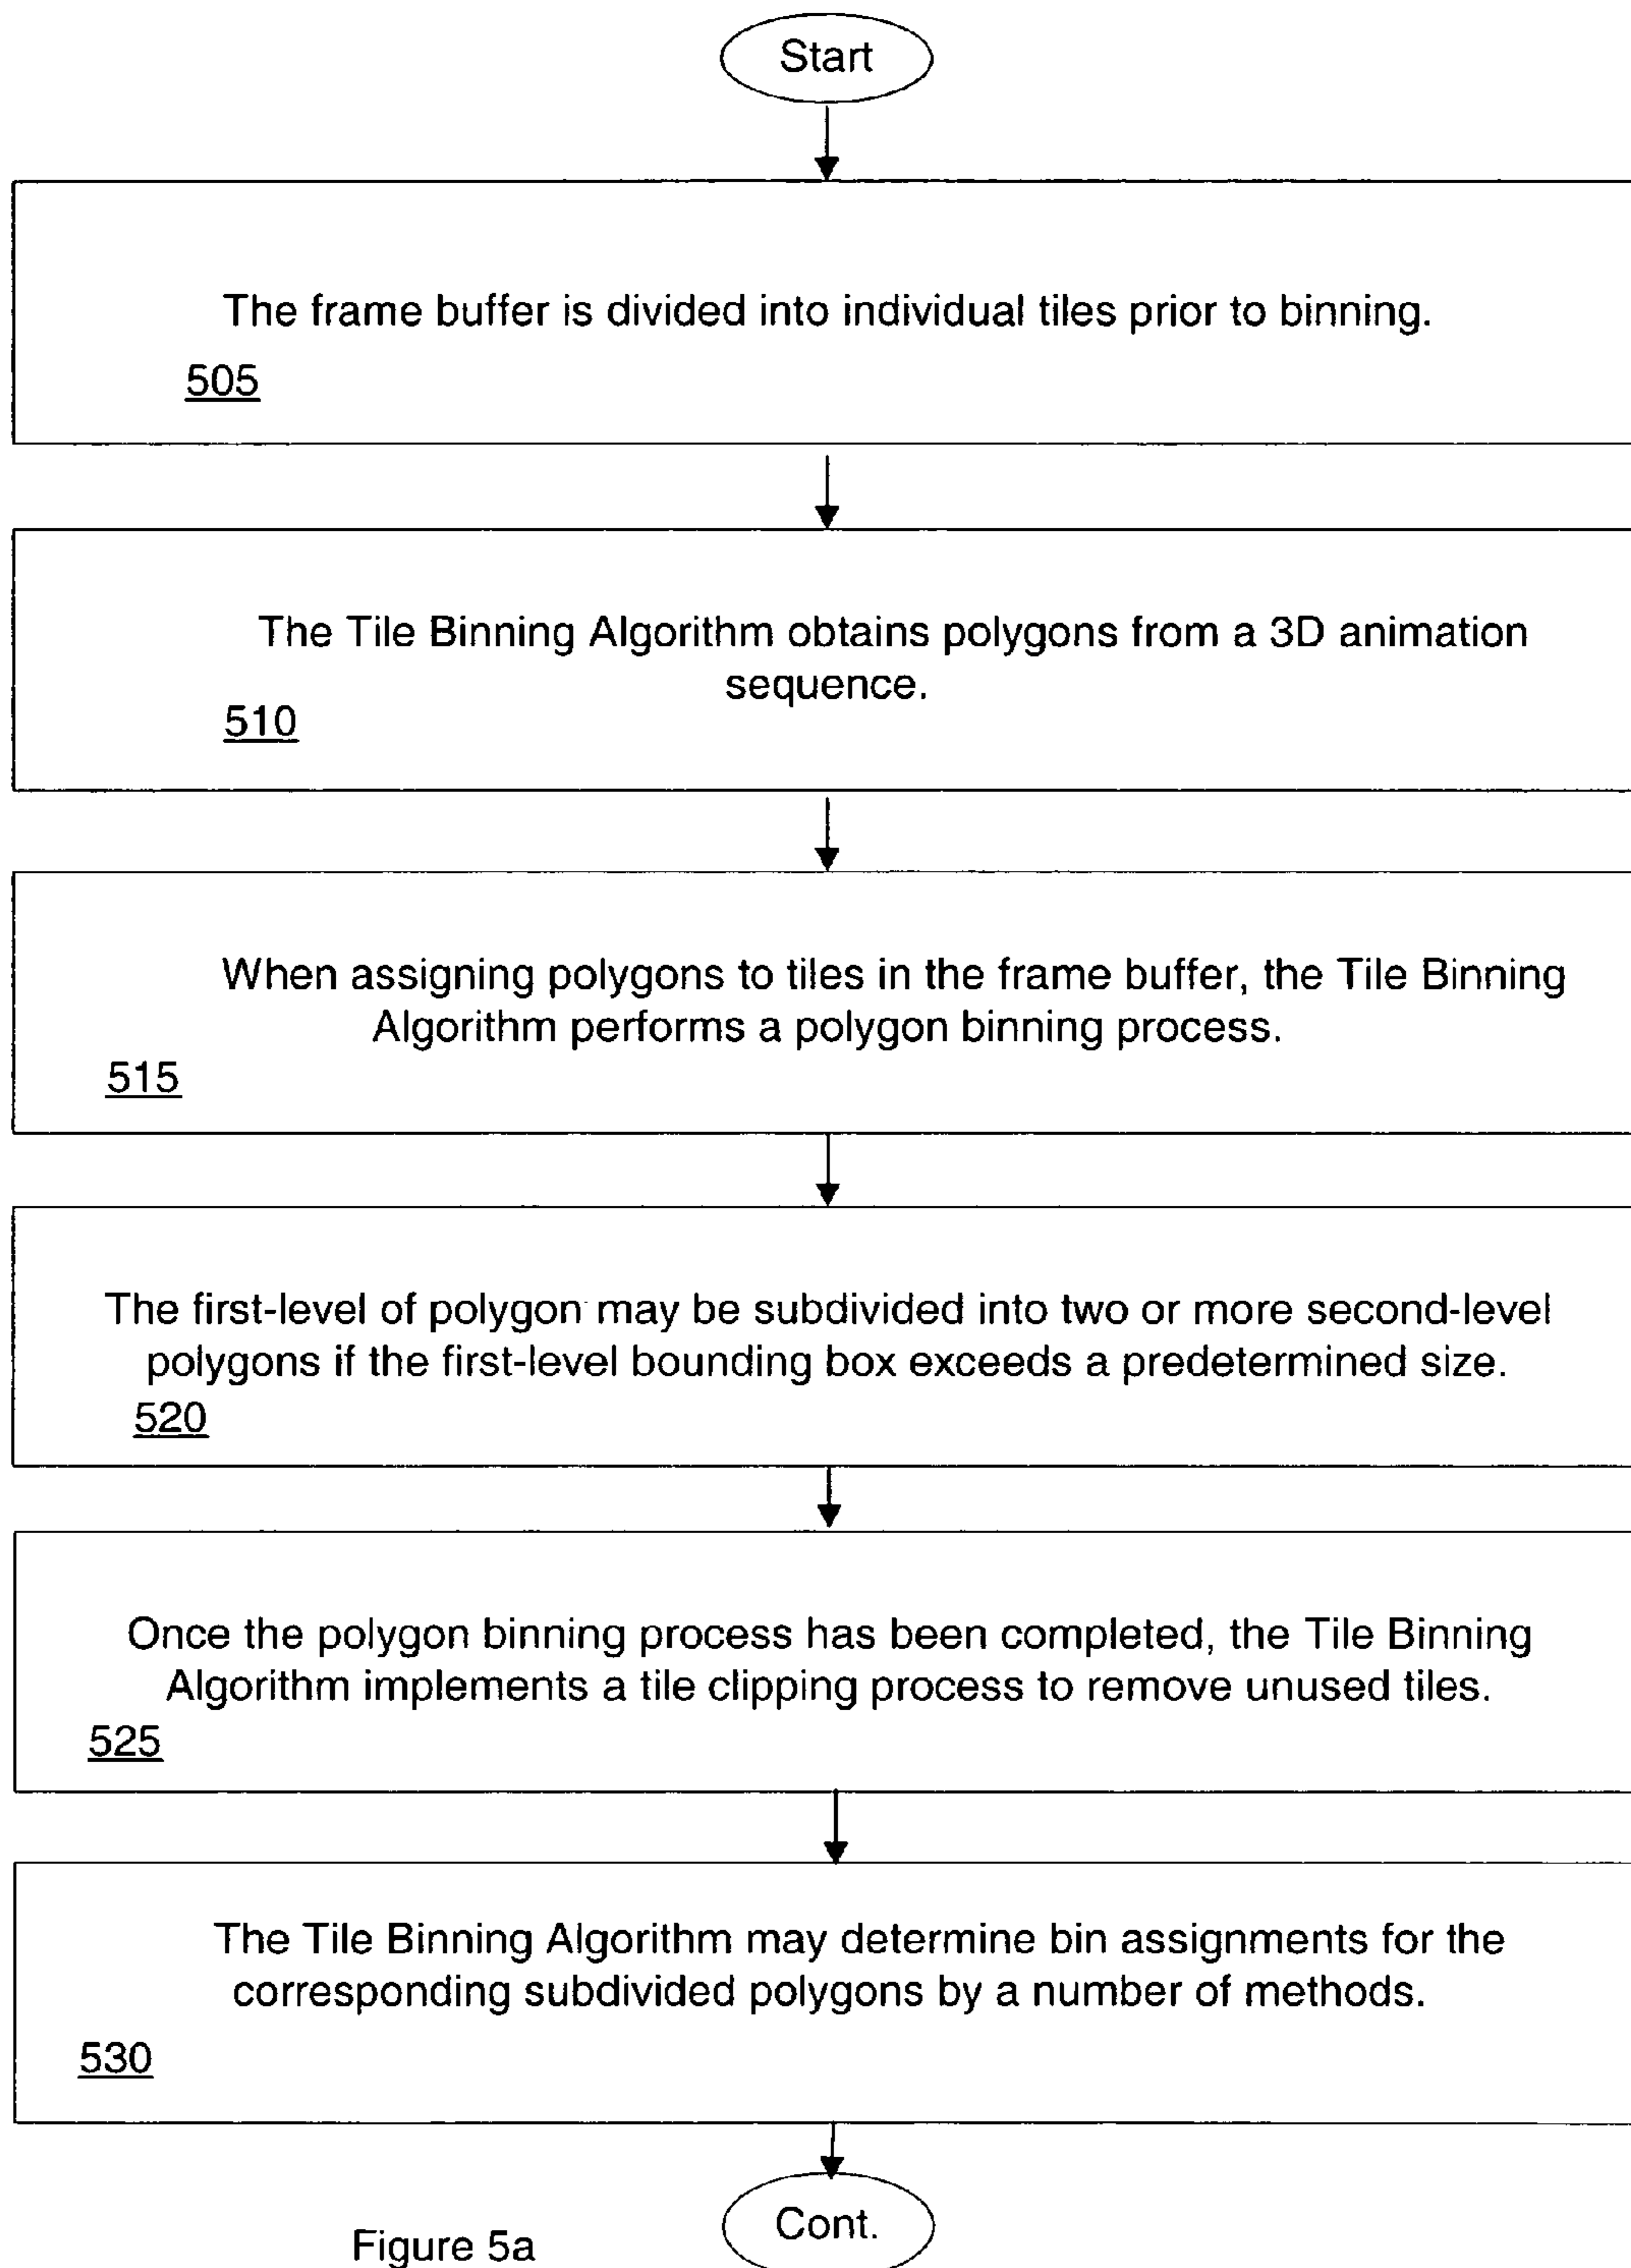 Start
The frame buffer is divided into individual tiles prior to binning.
505
The Tile Binning Algorithm obtains polygons from a 3D animation
sequence.
510
When assigning polygons to tiles in the frame buffer, the Tile Binning
Algorithm performs a polygon binning process.
515
The first-level of polygon may be subdivided into two or more second-level
polygons if the first-level bounding box exceeds a predetermined size.
520
Once the polygon binning process has been completed, the Tile Binning
Algorithm implements a tile clipping process to remove unused tiles.
525
The Tile Binning Algorithm may determine bin assignments for the
corresponding subdivided polygons by a number of methods.
530
Cont.
Figure 5a